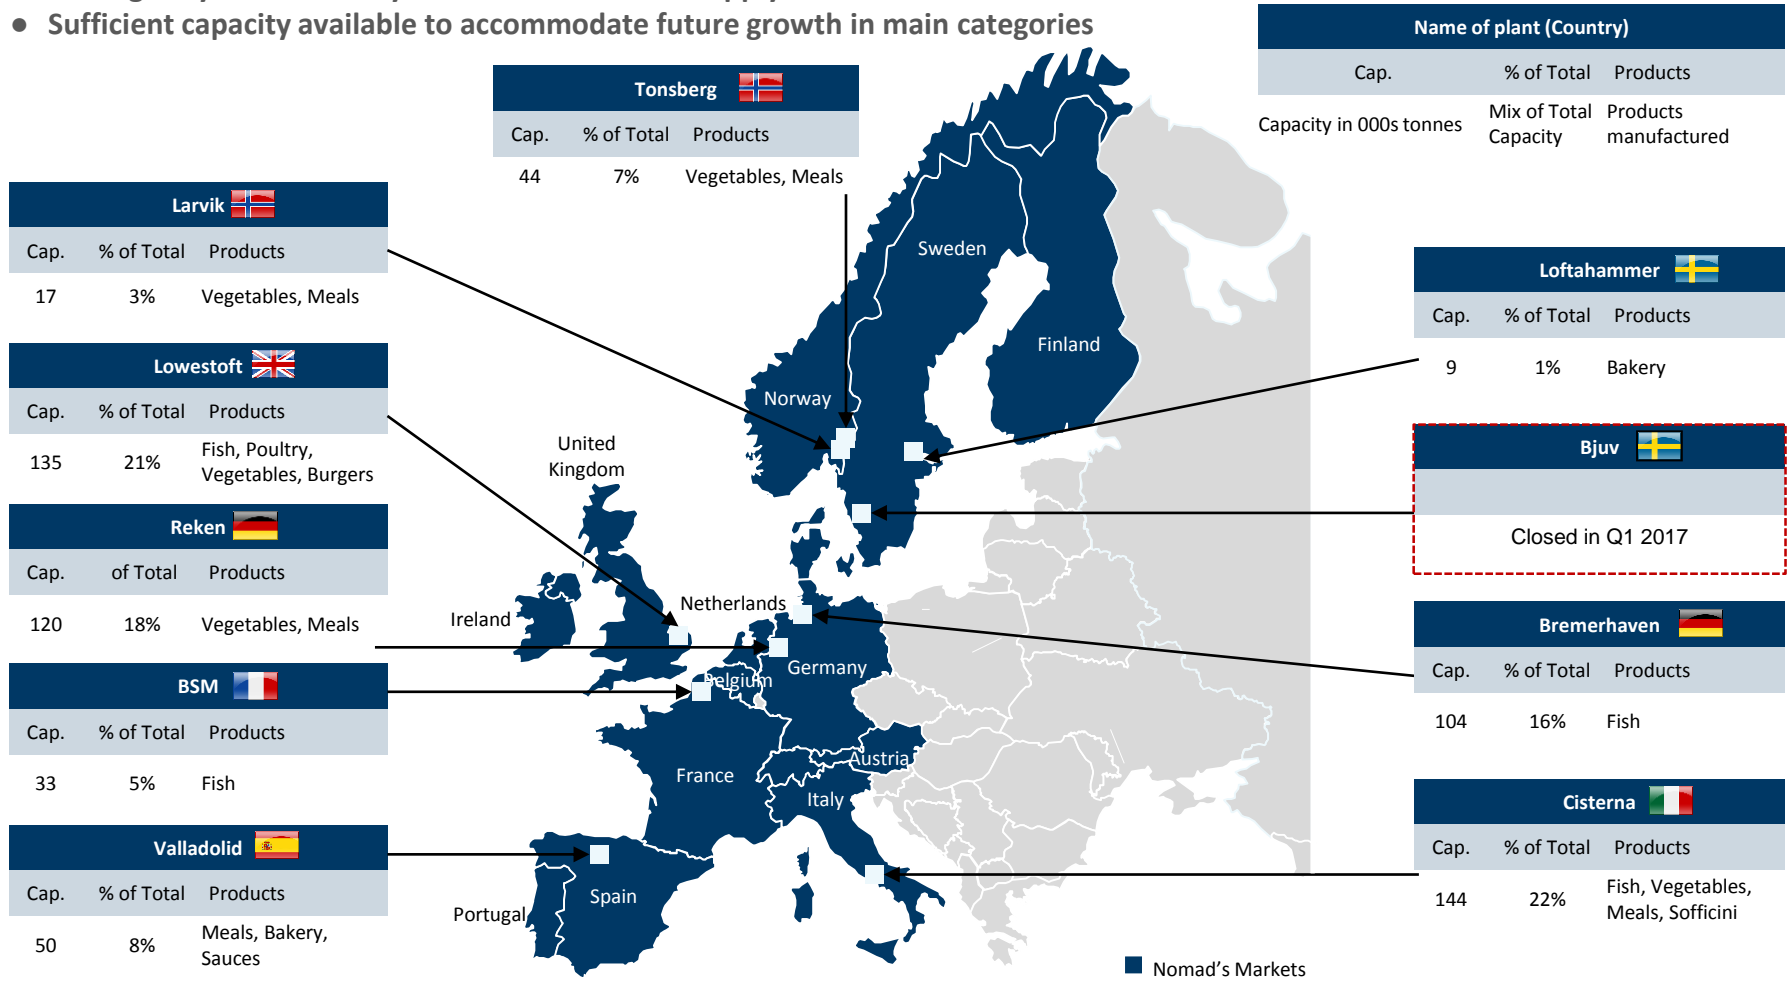 ● Sufficient capacity available to accommodate future growth in main categories
Name of plant (Country)
Cap. % of Total Products
Capacity in 000s tonnes
Mix of Total Capacity
Products manufactured
Tonsberg
Cap. % of Total Products
44 7% Vegetables, Meals
Larvik
Cap. % of Total Products
17 3% Vegetables, Meals
Lowestoft
Cap. % of Total Products
135 21% Fish, Poultry,
Vegetables, Burgers
Reken
Cap. of Total Products
120 18% Vegetables, Meals
BSM
Cap. % of Total Products
33 5% Fish
Valladolid
Cap. % of Total Products
50 8% Meals, Bakery,
Sauces
Sweden
Finland
Norway
United
Kingdom
Ireland
Netherlands
Belgium
Germany
France
Austria
Italy
Spain
Portugal
Loftahammer
Cap. % of Total Products
9 1% Bakery
Bjuv
Closed in Q1 2017
Bremerhaven
Cap. % of Total Products
104 16% Fish
Cisterna
Cap. % of Total Products
144 22% Fish, Vegetables,
Meals, Sofficini
Nomad's Markets